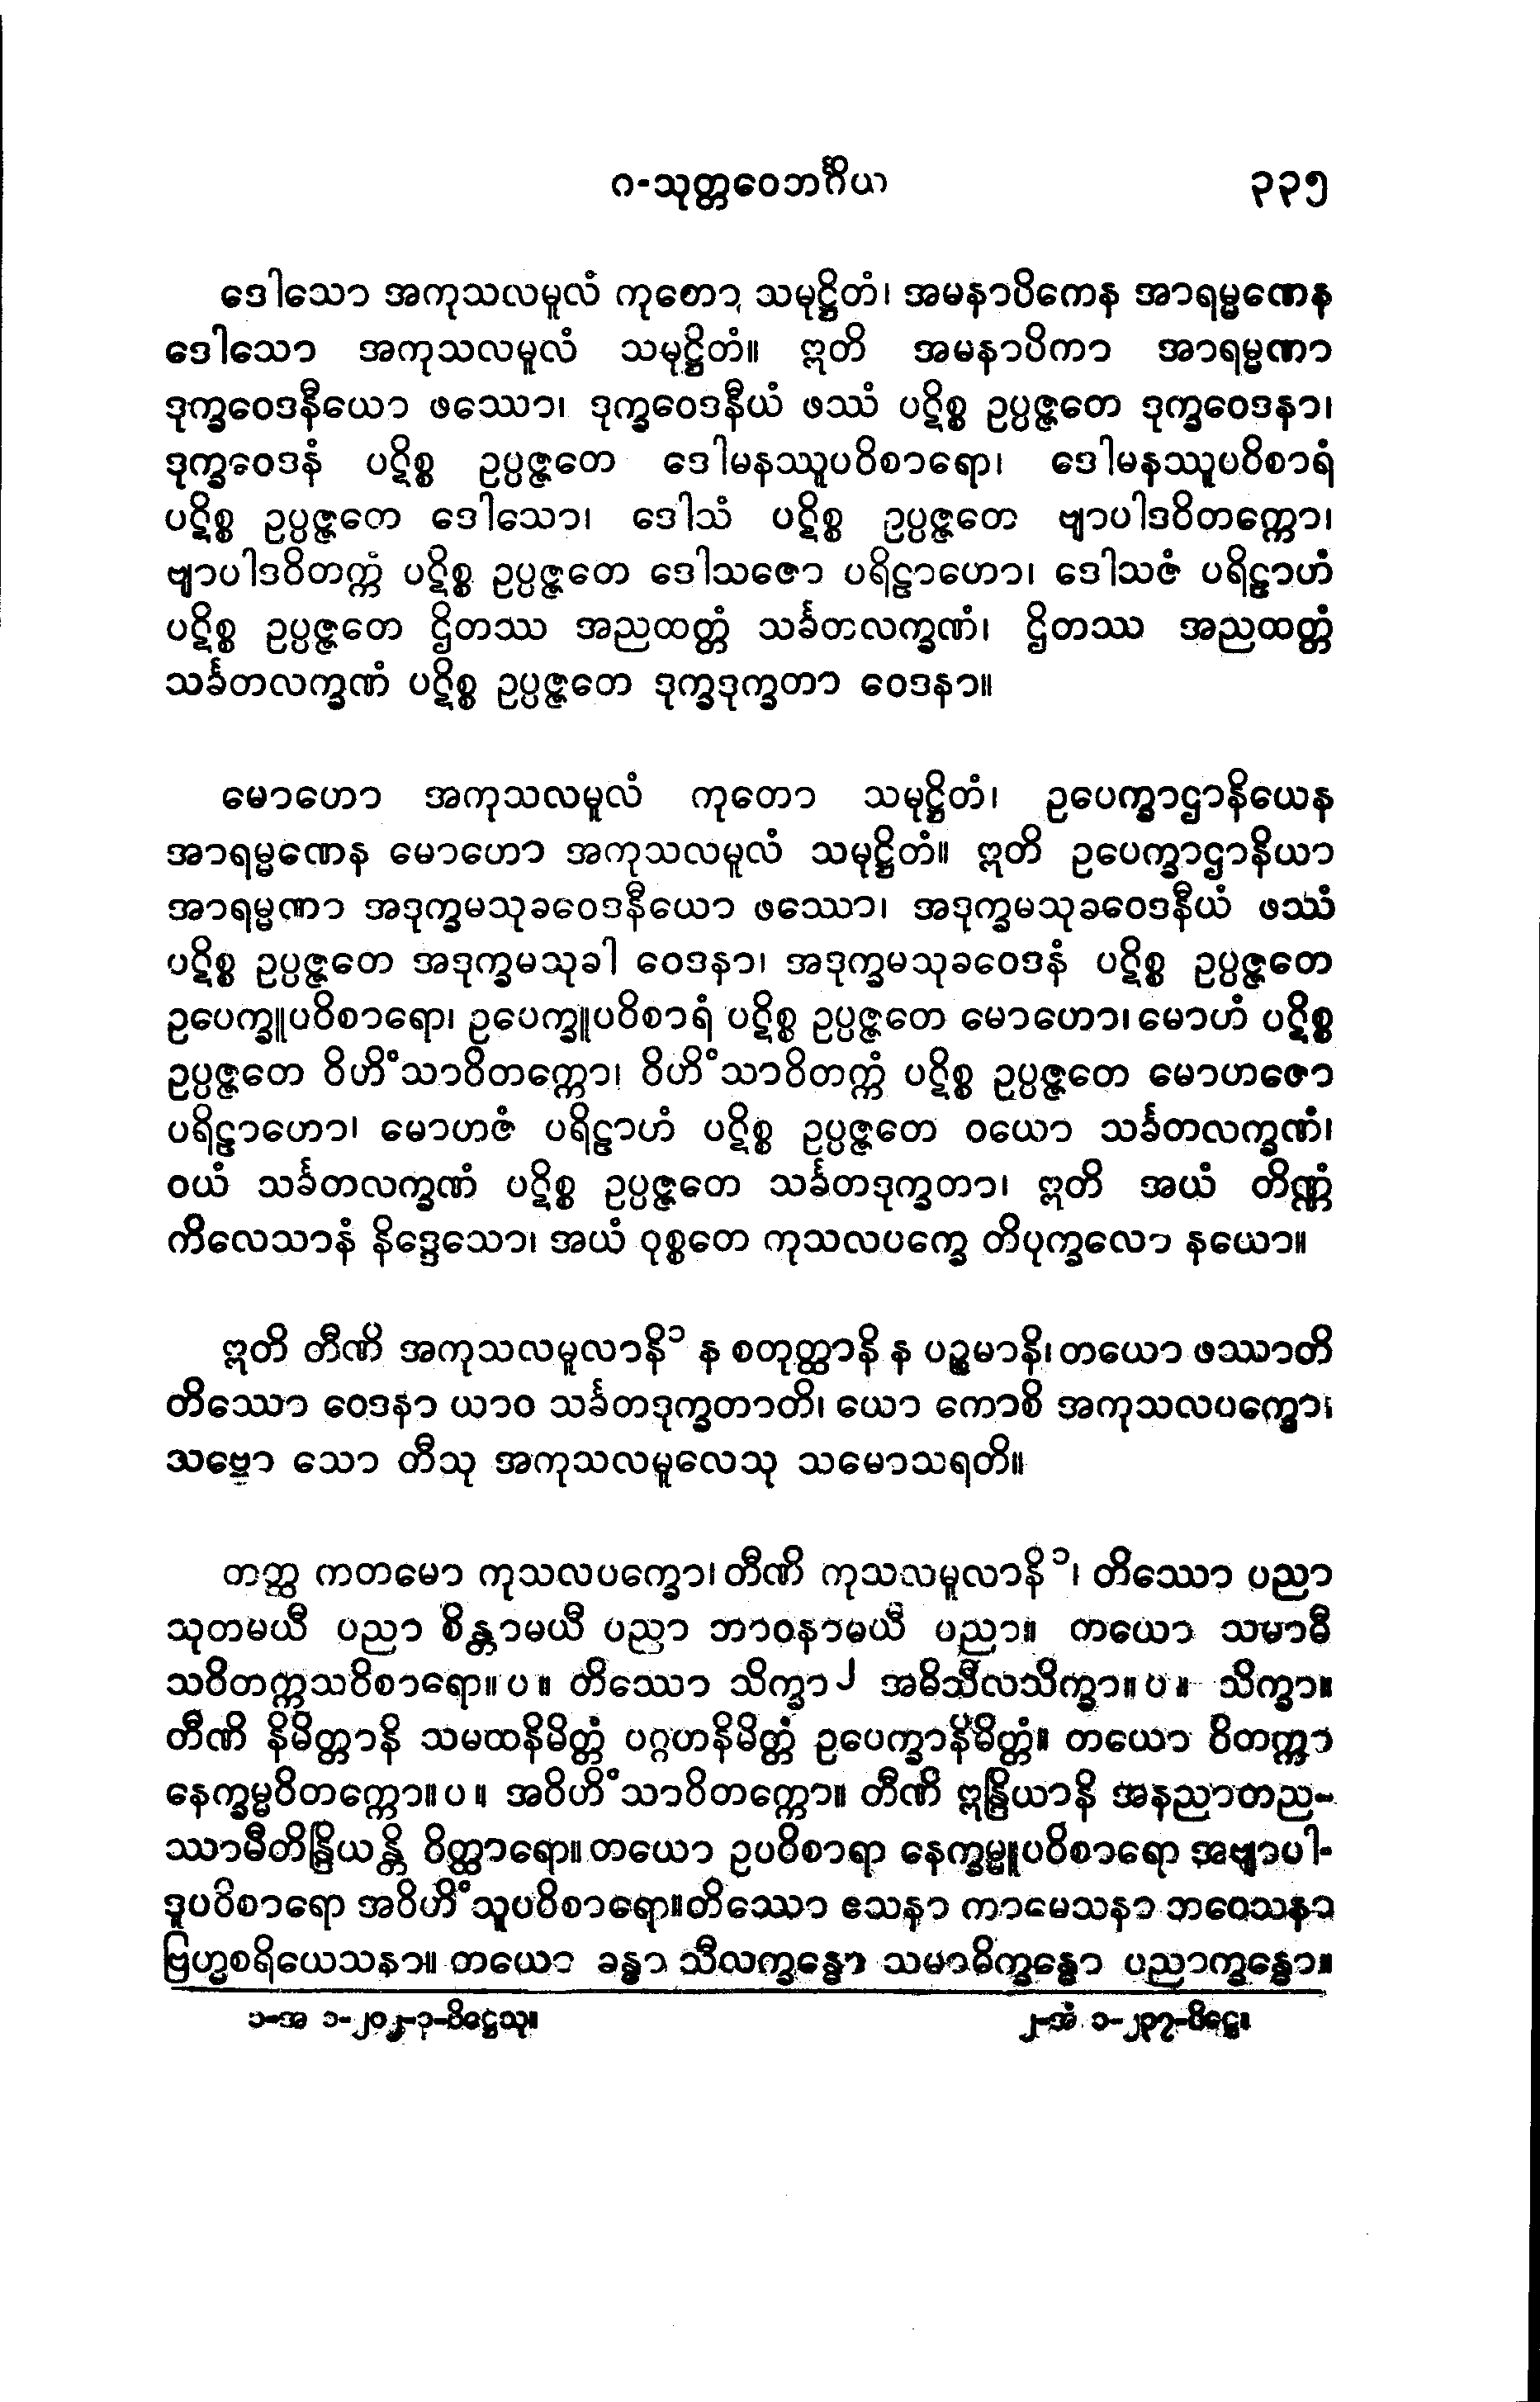 ၈-သုတ္တဝေဘင်္ဂိယ ၃၃၅
ဒေါသော အကုသလမူလံ ကုတော သမုဋ္ဌိတံ၊ အမနာပိကေန အာရမ္မဏေန
ဒေါသော အကုသလမူလံ သမုဋ္ဌိတံ။ ဣတိ အမနာပိကာ အာရမ္မဏာ
ဒုက္ခဝေဒနီယော ဖဿော၊ ဒုက္ခဝေဒနီယံ ဖဿံ ပဋိစ္စ ဥပ္ပဇ္ဇတေ ဒုက္ခဝေဒနာ၊
ဒုက္ခဝေဒနံ ပဋိစ္စ ဥပ္ပဇ္ဇတေ ဒေါမနဿူပဝိစာရော၊ ဒေါမနဿူပဝိစာရံ
ပဋိစ္စ ဥပ္ပဇ္ဇတေ ဒေါသော၊ ဒေါသံ ပဋိစ္စ ဥပ္ပဇ္ဇတေ ဗျာပါဒဝိတက္ကော၊
ဗျာပါဒဝိတက္ကံ ပဋိစ္စ ဥပ္ပဇ္ဇတေ ဒေါသဇော ပရိဠာဟော၊ ဒေါသဇံ ပရိဠာဟံ
ပဋိစ္စ ဥပ္ပဇ္ဇတေ ဌိတဿ အညထတ္တံ သင်္ခတလက္ခဏံ၊ ဌိတဿ အညထတ္တံ
သင်္ခတလက္ခဏံ ပဋိစ္စ ဥပ္ပဇ္ဇတေ ဒုက္ခဒုက္ခတာ ဝေဒနာ။
မောဟော အကုသလမူလံ ကုတော သမုဋ္ဌိတံ၊ ဥပေက္ခာဌာနိယေန
အာရမ္မဏေန မောဟော အကုသလမူလံ သမုဋ္ဌိတံ။ ဣတိ ဥပေက္ခာဌာနိယာ
အာရမ္မဏာ အဒုက္ခမသုခဝေဒနီယော ဖဿော၊ အဒုက္ခမသုခဝေဒနီယံ ဖဿံ
ပဋိစ္စ ဥပ္ပဇ္ဇတေ အဒုက္ခမသုခါ ဝေဒနာ၊ အဒုက္ခမသုခဝေဒနံ ပဋိစ္စ ဥပ္ပဇ္ဇတေ
ဥပေက္ခူပဝိစာရော၊ ဥပေက္ခူပဝိစာရံ ပဋိစ္စ ဥပ္ပဇ္ဇတေ မောဟော၊ မောဟံ ပဋိစ္စ
ဥပ္ပဇ္ဇတေ ဝိဟိံသာဝိတက္ကော၊ ဝိဟိံသာဝိတက္ကံ ပဋိစ္စ ဥပ္ပဇ္ဇတေ မောဟဇော
ပရိဠာဟော၊ မောဟဇံ ပရိဠာဟံ ပဋိစ္စ ဥပ္ပဇ္ဇတေ ဝယော သင်္ခတလက္ခဏံ၊
ဝယံ သင်္ခတလက္ခဏံ ပဋိစ္စ ဥပ္ပဇ္ဇတေ သင်္ခတဒုက္ခတာ၊ ဣတိ အယံ တိဏ္ဏံ
ကိလေသာနံ နိဒ္ဒေသော၊ အယံ ဝုစ္စတေ ကုသလပက္ခေ တိပုက္ခလော နယော။
ဣတိ တီဏိ အကုသလမူလာနိ၁ န စတုတ္ထာနိ န ပဉ္စမာနိ၊ တယော ဖဿာတိ
တိဿော ဝေဒနာ ယာဝ သင်္ခတဒုက္ခတာတိ၊ ယော ကောစိ အကုသလပက္ခော၊
သဗ္ဗော သော တီသု အကုသလမူလေသု သမောသရတိ။
တတ္ထ ကတမော ကုသလပက္ခော၊ တီဏိ ကုသလမူလာနိ၁၊ တိဿော ပညာ
သုတမယီ ပညာ စိန္တာမယီ ပညာ ဘာဝနာမယီ ပညာ။ တယော သမာဓီ
သဝိတက္ကသဝိစာရော။ ပ ။ တိဿော သိက္ခာ၂ အဓိသီလသိက္ခာ။ ပ ။ သိက္ခာ။
တီဏိ နိမိတ္တာနိ သမထနိမိတ္တံ ပဂ္ဂဟနိမိတ္တံ ဥပေက္ခာနိမိတ္တံ။ တယော ဝိတက္ကာ
နေက္ခမ္မဝိတက္ကော။ ပ ။ အဝိဟိံသာဝိတက္ကော။ တီဏိ ဣန္ဒြိယာနိ အနညာတည-
ဿာမီတိန္ဒြိယန္တိ ဝိတ္ထာရော။ တယော ဥပဝိစာရာ နေက္ခမ္မူပဝိစာရော အဗျာပါ-
ဒူပဝိစာရော အဝိဟိံသူပဝိစာရော။ တိဿော ဧသနာ ကာမေသနာ ဘဝေသနာ
ဗြဟ္မစရိယေသနာ။ တယော ခန္ဓာ သီလက္ခန္ဓော သမာဓိက္ခန္ဓော ပညာက္ခန္ဓော။
၁-အံ ၁-၂၀၂-၃-ပိဋ္ဌေသု။ ၂-အံ ၁-၂၃၇-ပိဋ္ဌေ။